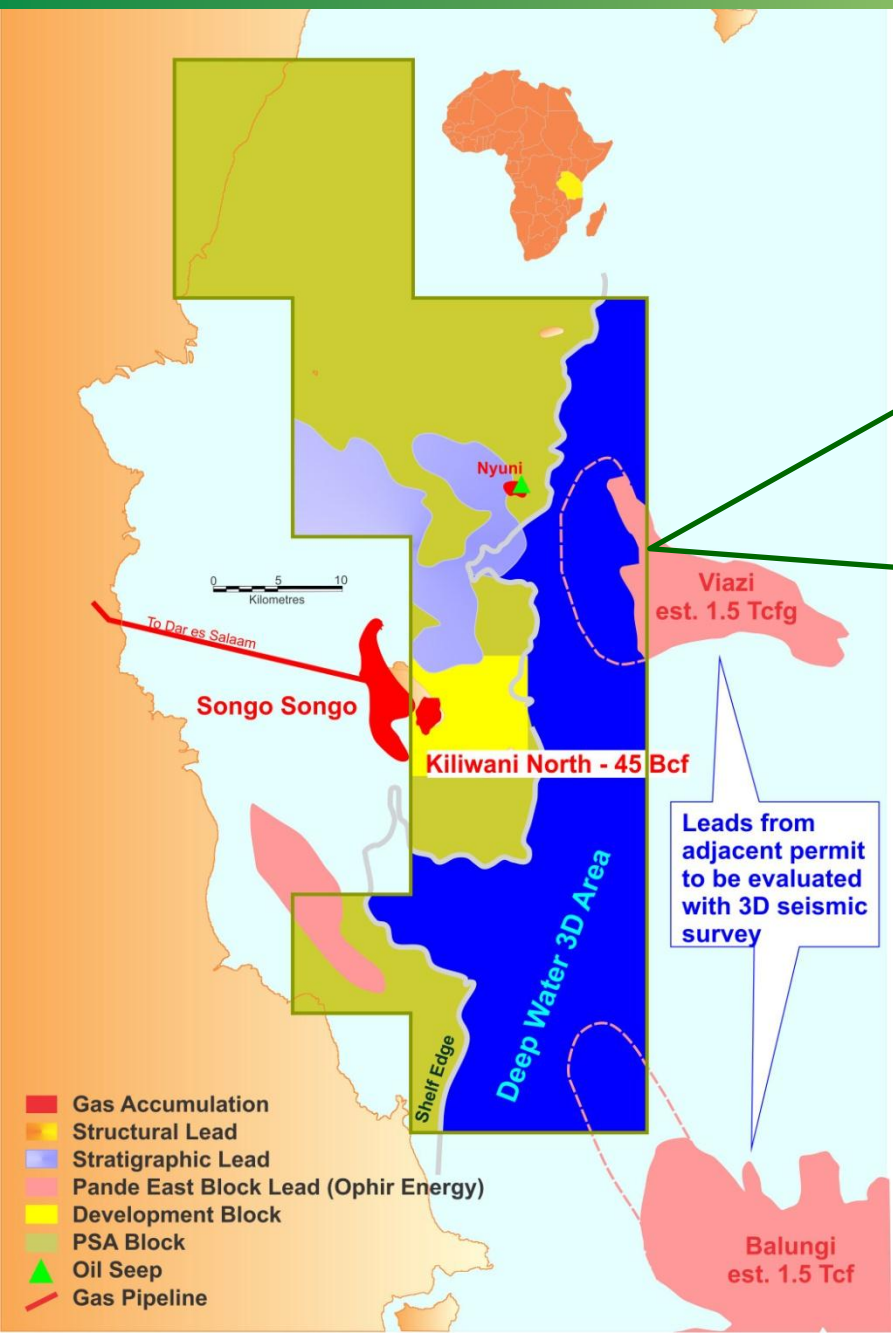 Nyuni
0 5 10
Kilometres
Viazi
est. 1.5 Tcfg
To Dar es Salaam
Songo Songo
Kiliwani North - 45 Bcf
Leads from
adjacent permit
to be evaluated
with 3D seismic
survey
Deep Water 3D Area
Shelf Edge
Gas Accumulation
Structural Lead
Stratigraphic Lead
Pande East Block Lead (Ophir Energy)
Development Block
PSA Block
Oil Seep
Gas Pipeline
Balungi
est. 1.5 Tcf